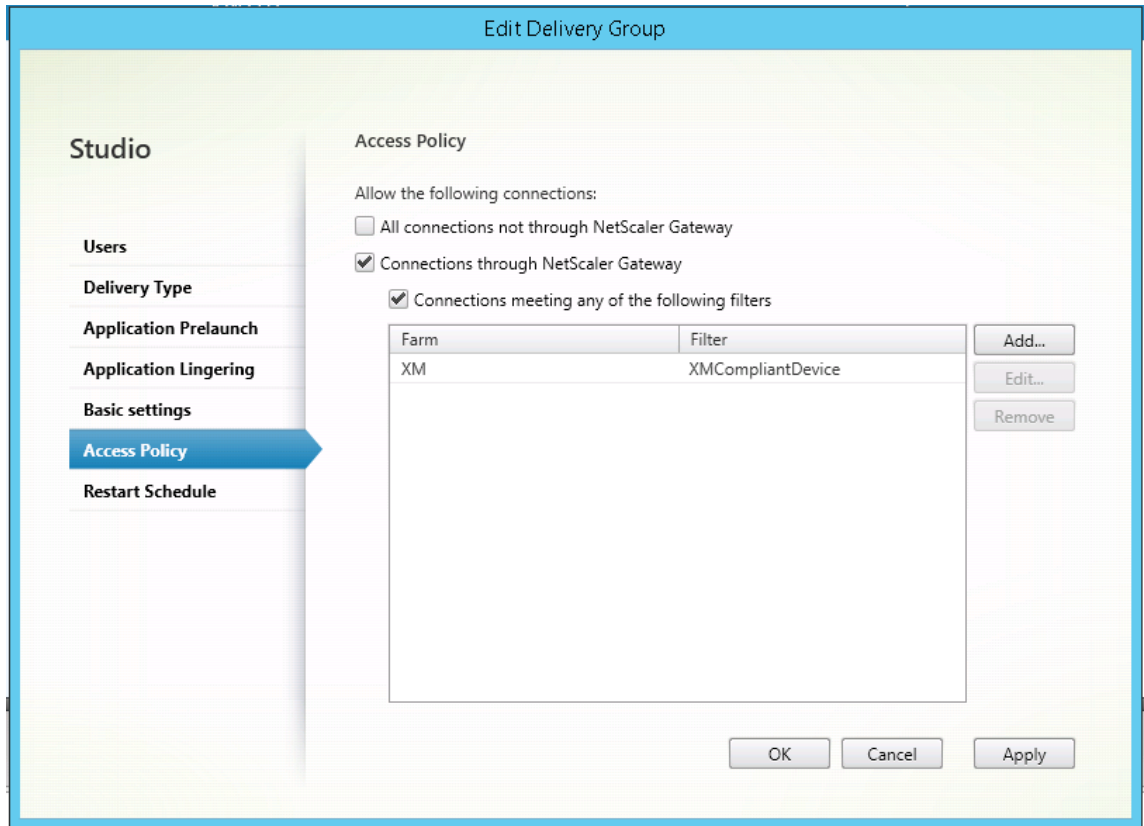 Edit Delivery Group
Studio
Users
Delivery Type
Application Prelaunch
Application Lingering
Basic settings
Access Policy
Restart Schedule
Access Policy
Allow the following connections:
All connections not through NetScaler Gateway
Connections through NetScaler Gateway
Connections meeting any of the following filters
Farm Filter
XM XMCompliantDevice
Add...
Edit...
Remove
OK Cancel Apply